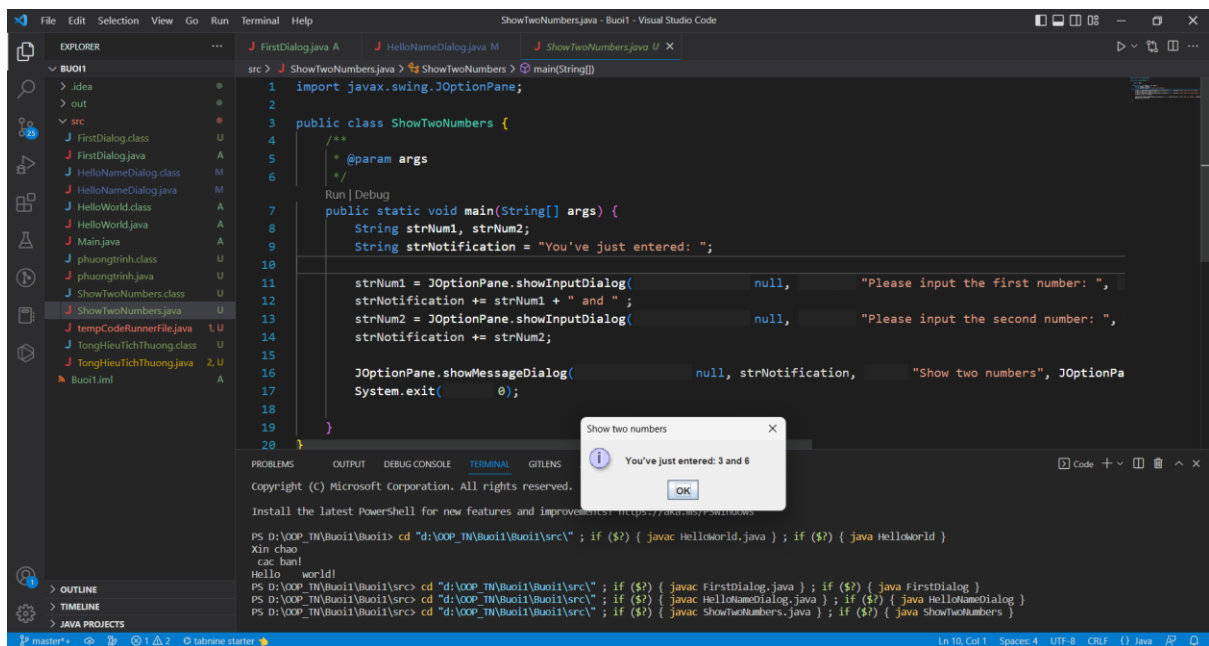 File Edit Selection View Go Run Terminal Help ShowTwoNumbers.java - Buoi1 - Visual Studio Code
EXPLORER
BUOI1
.idea
out
src
FirstDialog.class U
FirstDialog.java A
HelloNameDialog.class M
HelloNameDialog.java M
HelloWorld.class A
HelloWorld.java A
Main.java A
phuongtrinh.class U
phuongtrinh.java U
ShowTwoNumbers.class U
ShowTwoNumbers.java U
tempCodeRunnerFile.java 1, U
TongHieuTichThuong.class U
TongHieuTichThuong.java 2, U
Buoi1.iml A
OUTLINE
TIMELINE
JAVA PROJECTS
FirstDialog.java A HelloNameDialog.java M ShowTwoNumbers.java U
src > ShowTwoNumbers.java > ShowTwoNumbers > main(String[])
1 import javax.swing.JOptionPane;
2
3 public class ShowTwoNumbers {
4 /**
5 * @param args
6 */
Run | Debug
7 public static void main(String[] args) {
8 String strNum1, strNum2;
9 String strNotification = "You've just entered: ";
10
11 strNum1 = JOptionPane.showInputDialog( null, "Please input the first number: ",
12 strNotification += strNum1 + " and " ;
13 strNum2 = JOptionPane.showInputDialog( null, "Please input the second number: ",
14 strNotification += strNum2;
15
16 JOptionPane.showMessageDialog( null, strNotification, "Show two numbers", JOptionPa
17 System.exit( 0);
18
19 }
20 }
Show two numbers
You've just entered: 3 and 6
OK
PROBLEMS OUTPUT DEBUG CONSOLE TERMINAL GITLENS
Code
Copyright (C) Microsoft Corporation. All rights reserved.
Install the latest PowerShell for new features and improvements! https://aka.ms/PSWindows
PS D:\OOP_TN\Buoi1\Buoi1> cd "d:\OOP_TN\Buoi1\Buoi1\src\" ; if ($?) { javac HelloWorld.java } ; if ($?) { java HelloWorld }
Xin chao
cac ban!
Hello world!
PS D:\OOP_TN\Buoi1\Buoi1\src> cd "d:\OOP_TN\Buoi1\Buoi1\src\" ; if ($?) { javac FirstDialog.java } ; if ($?) { java FirstDialog }
PS D:\OOP_TN\Buoi1\Buoi1\src> cd "d:\OOP_TN\Buoi1\Buoi1\src\" ; if ($?) { javac HelloNameDialog.java } ; if ($?) { java HelloNameDialog }
PS D:\OOP_TN\Buoi1\Buoi1\src> cd "d:\OOP_TN\Buoi1\Buoi1\src\" ; if ($?) { javac ShowTwoNumbers.java } ; if ($?) { java ShowTwoNumbers }
25
1
master*+ 1 2 tabnine starter Ln 10, Col 1 Spaces: 4 UTF-8 CRLF {} Java